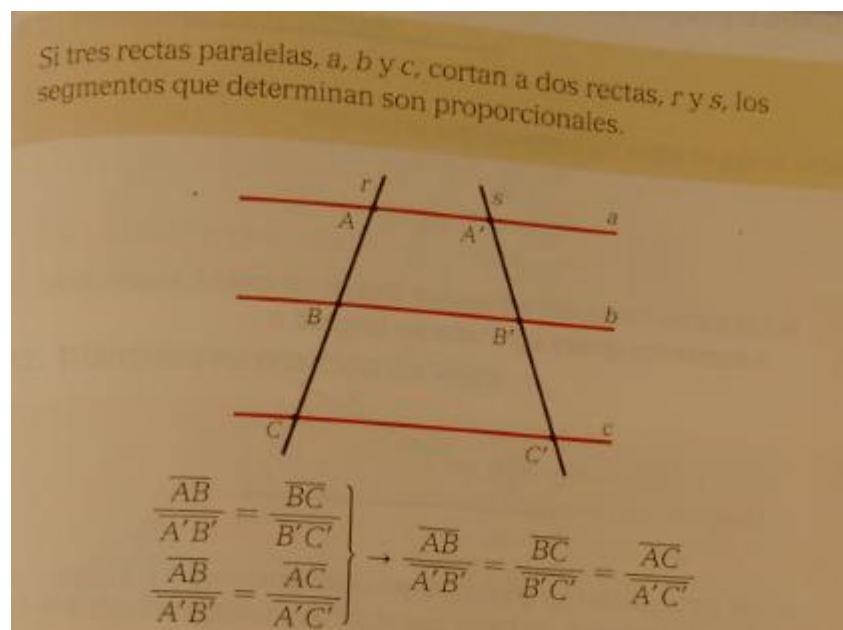 Si tres rectas paralelas, a, b y c, cortan a dos rectas, r y s, los
segmentos que determinan son proporcionales.
r s a
A A'
b
B B'
c
C C'
AB/A'B' = BC/B'C'
AB/A'B' = AC/A'C'
} → AB/A'B' = BC/B'C' = AC/A'C'